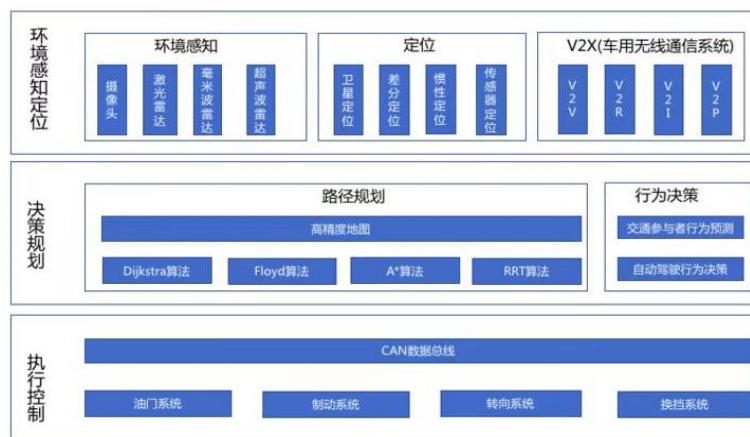 环境感知定位
环境感知
摄像头
激光雷达
毫米波雷达
超声波雷达
定位
卫星定位
差分定位
惯性定位
传感器定位
V2X(车用无线通信系统)
V2V
V2R
V2I
V2P
决策规划
路径规划
高精度地图
Dijkstra算法
Floyd算法
A*算法
RRT算法
行为决策
交通参与者行为预测
自动驾驶行为决策
执行控制
CAN数据总线
油门系统
制动系统
转向系统
换挡系统